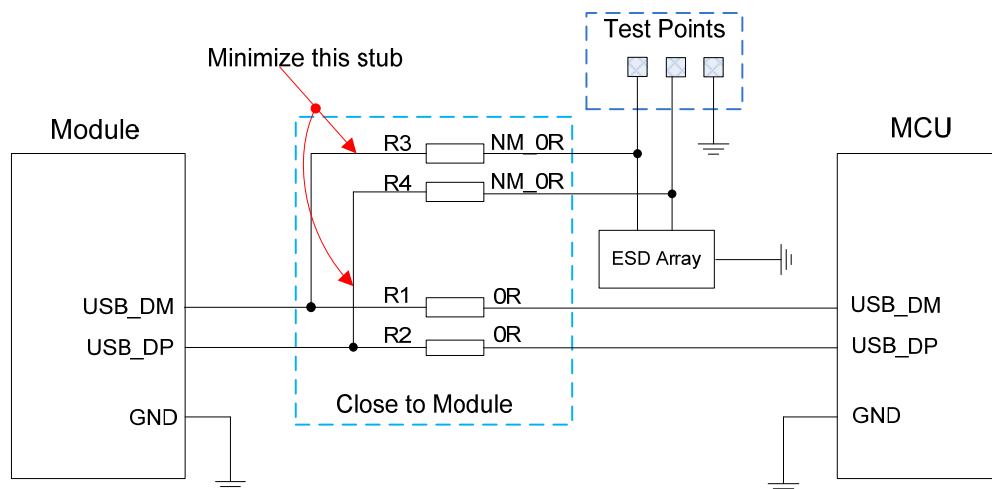 Test Points
Minimize this stub
Module
MCU
R3
NM_0R
R4
NM_0R
ESD Array
USB_DM
R1
0R
USB_DM
USB_DP
R2
0R
USB_DP
Close to Module
GND
GND